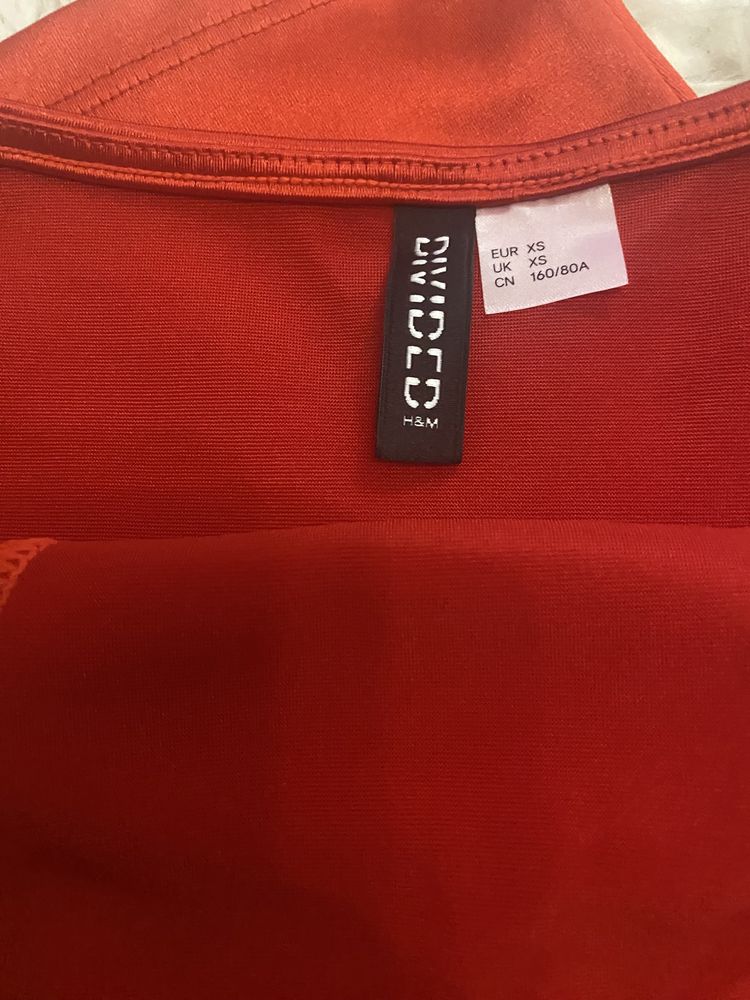 DIVIDED
H&M
EUR XS
UK XS
CN 160/80A